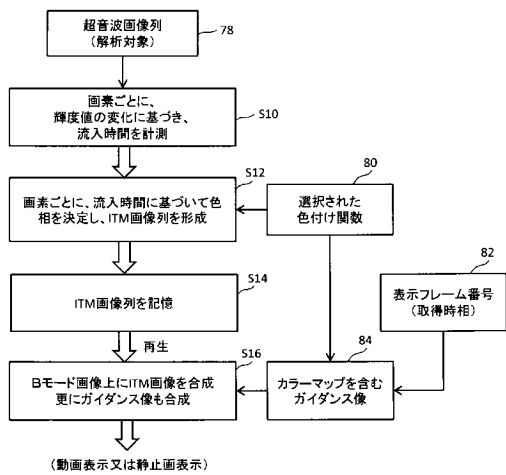 超音波画像列
(解析対象)
78
画素ごとに、
輝度値の変化に基づき、
流入時間を計測
S10
画素ごとに、流入時間に基づいて色
相を決定し、ITM画像列を形成
S12
選択された
色付け関数
80
ITM画像列を記憶
S14
表示フレーム番号
(取得時相)
82
再生
Bモード画像上にITM画像を合成
更にガイダンス像も合成
S16
カラーマップを含む
ガイダンス像
84
(動画表示又は静止画表示)